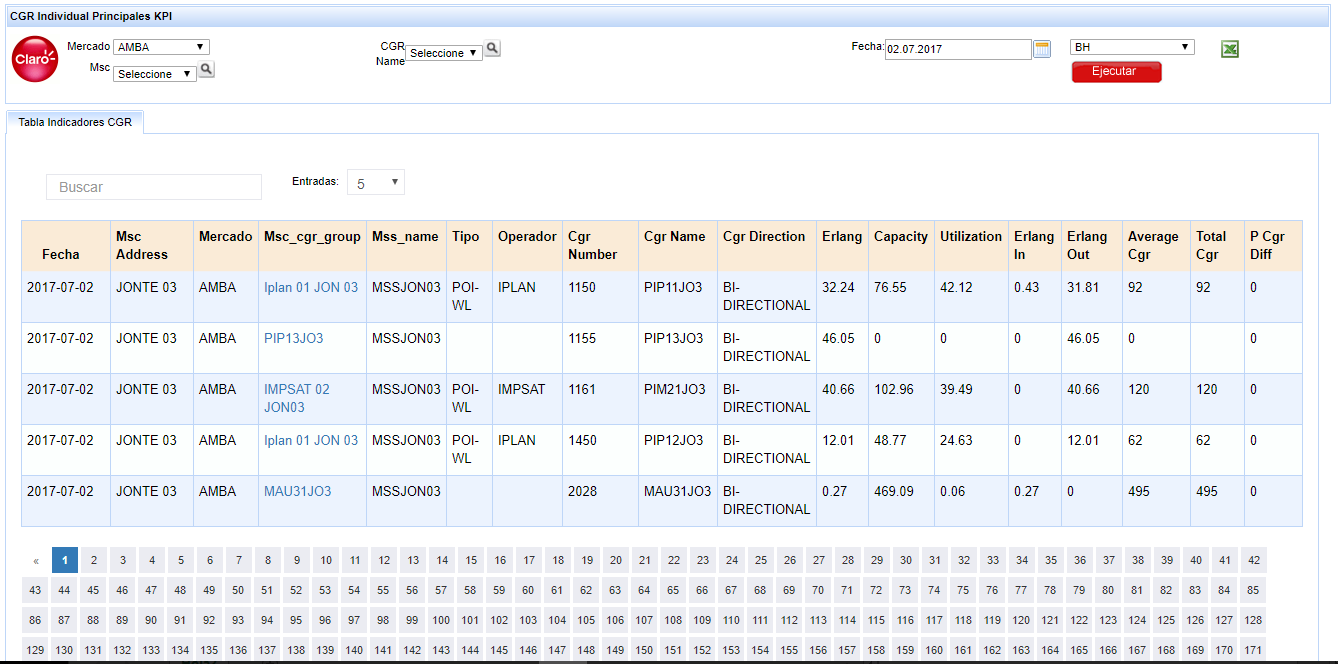 CGR Individual Principales KPI
Claro
Mercado AMBA
Msc Seleccione
CGR Name Seleccione
Fecha: 02.07.2017
BH
Ejecutar
Tabla Indicadores CGR
Buscar
Entradas: 5
Fecha Msc Address Mercado Msc_cgr_group Mss_name Tipo Operador Cgr Number Cgr Name Cgr Direction Erlang Capacity Utilization Erlang In Erlang Out Average Cgr Total Cgr P Cgr Diff
2017-07-02 JONTE 03 AMBA Iplan 01 JON 03 MSSJON03 POI-WL IPLAN 1150 PIP11JO3 BI-DIRECTIONAL 32.24 76.55 42.12 0.43 31.81 92 92 0
2017-07-02 JONTE 03 AMBA PIP13JO3 MSSJON03 1155 PIP13JO3 BI-DIRECTIONAL 46.05 0 0 0 46.05 0 0
2017-07-02 JONTE 03 AMBA IMPSAT 02 JON03 MSSJON03 POI-WL IMPSAT 1161 PIM21JO3 BI-DIRECTIONAL 40.66 102.96 39.49 0 40.66 120 120 0
2017-07-02 JONTE 03 AMBA Iplan 01 JON 03 MSSJON03 POI-WL IPLAN 1450 PIP12JO3 BI-DIRECTIONAL 12.01 48.77 24.63 0 12.01 62 62 0
2017-07-02 JONTE 03 AMBA MAU31JO3 MSSJON03 2028 MAU31JO3 BI-DIRECTIONAL 0.27 469.09 0.06 0.27 0 495 495 0
« 1 2 3 4 5 6 7 8 9 10 11 12 13 14 15 16 17 18 19 20 21 22 23 24 25 26 27 28 29 30 31 32 33 34 35 36 37 38 39 40 41 42
43 44 45 46 47 48 49 50 51 52 53 54 55 56 57 58 59 60 61 62 63 64 65 66 67 68 69 70 71 72 73 74 75 76 77 78 79 80 81 82 83 84 85
86 87 88 89 90 91 92 93 94 95 96 97 98 99 100 101 102 103 104 105 106 107 108 109 110 111 112 113 114 115 116 117 118 119 120 121 122 123 124 125 126 127 128
129 130 131 132 133 134 135 136 137 138 139 140 141 142 143 144 145 146 147 148 149 150 151 152 153 154 155 156 157 158 159 160 161 162 163 164 165 166 167 168 169 170 171